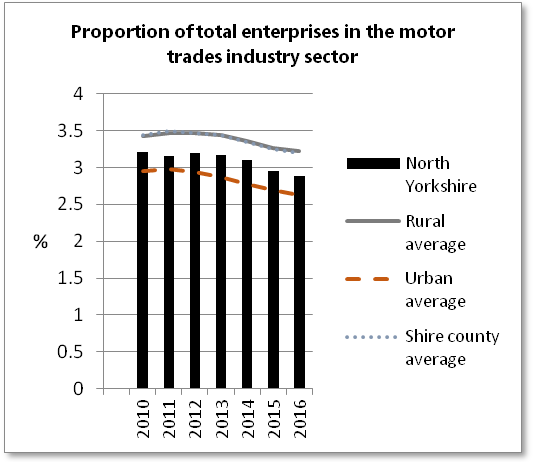 Proportion of total enterprises in the motor
trades industry sector
4
3.5
3
2.5
2
1.5
1
0.5
0
%
2010
2011
2012
2013
2014
2015
2016
North
Yorkshire
Rural
average
Urban
average
Shire county
average